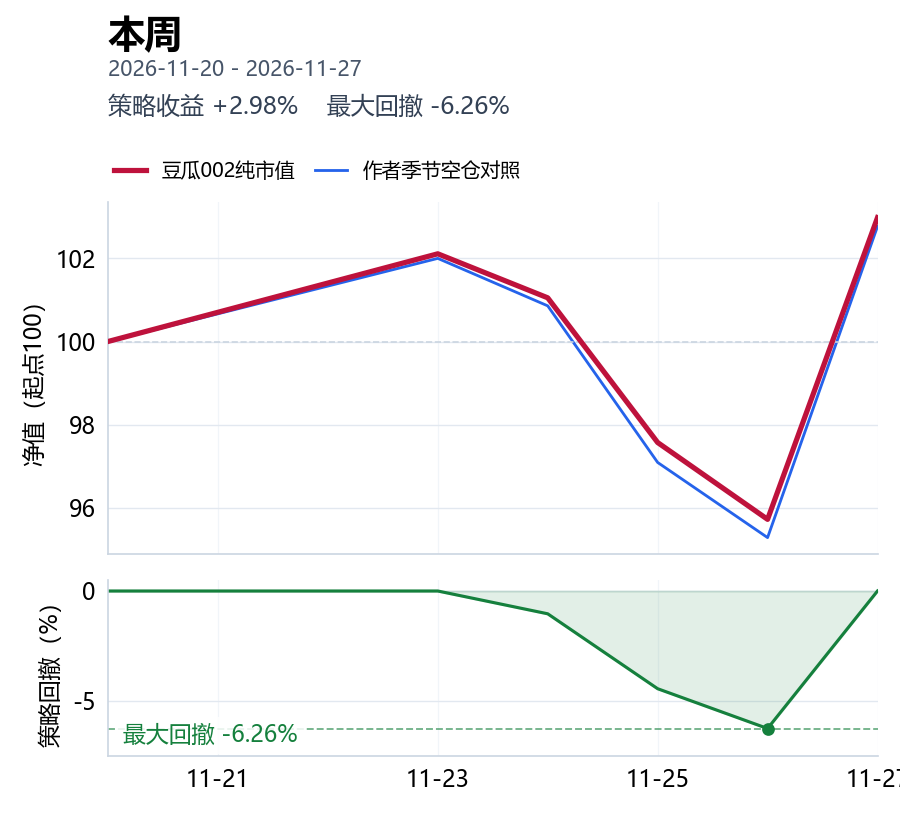 本周
2026-11-20 - 2026-11-27
策略收益 +2.98% 最大回撤 -6.26%
豆瓜002纯市值 作者季节空仓对照
净值（起点100）
102
100
98
96
策略回撤（%）
0
-5
最大回撤 -6.26%
11-21 11-23 11-25 11-27